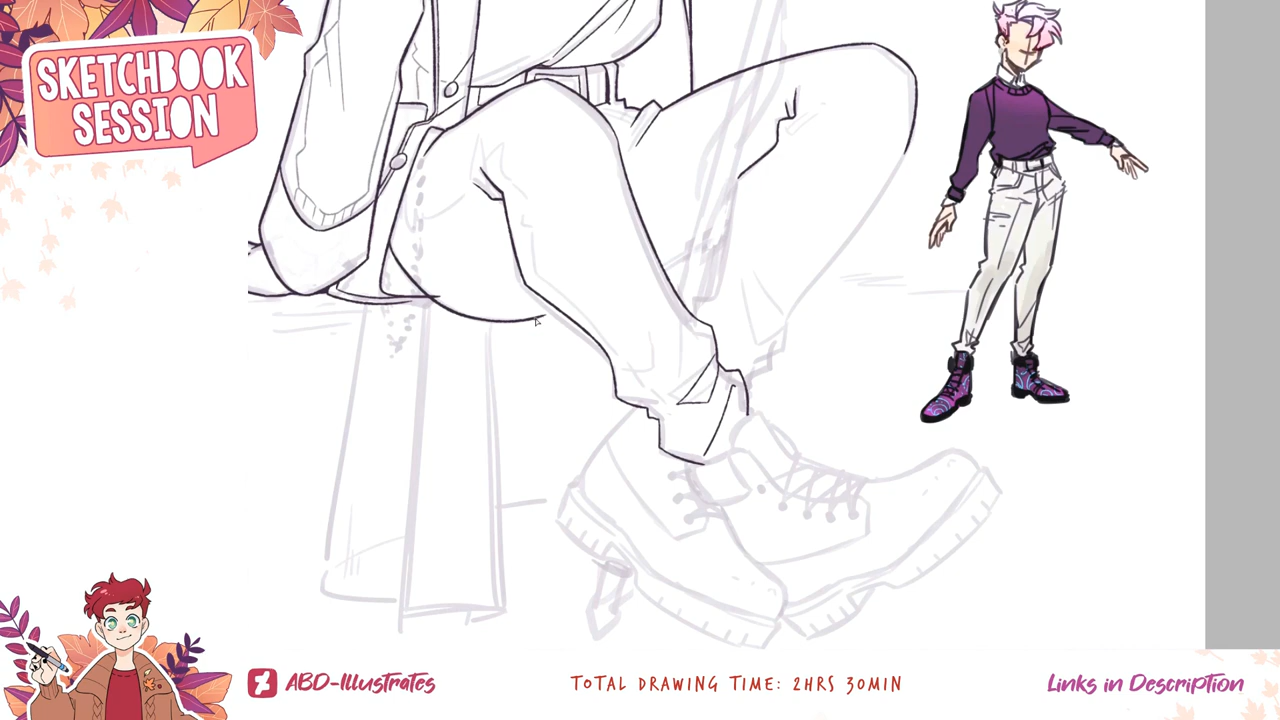 SKETCHBOOK
SESSION
ABD-Illustrates
TOTAL DRAWING TIME: 2HRS 30MIN
Links in Description